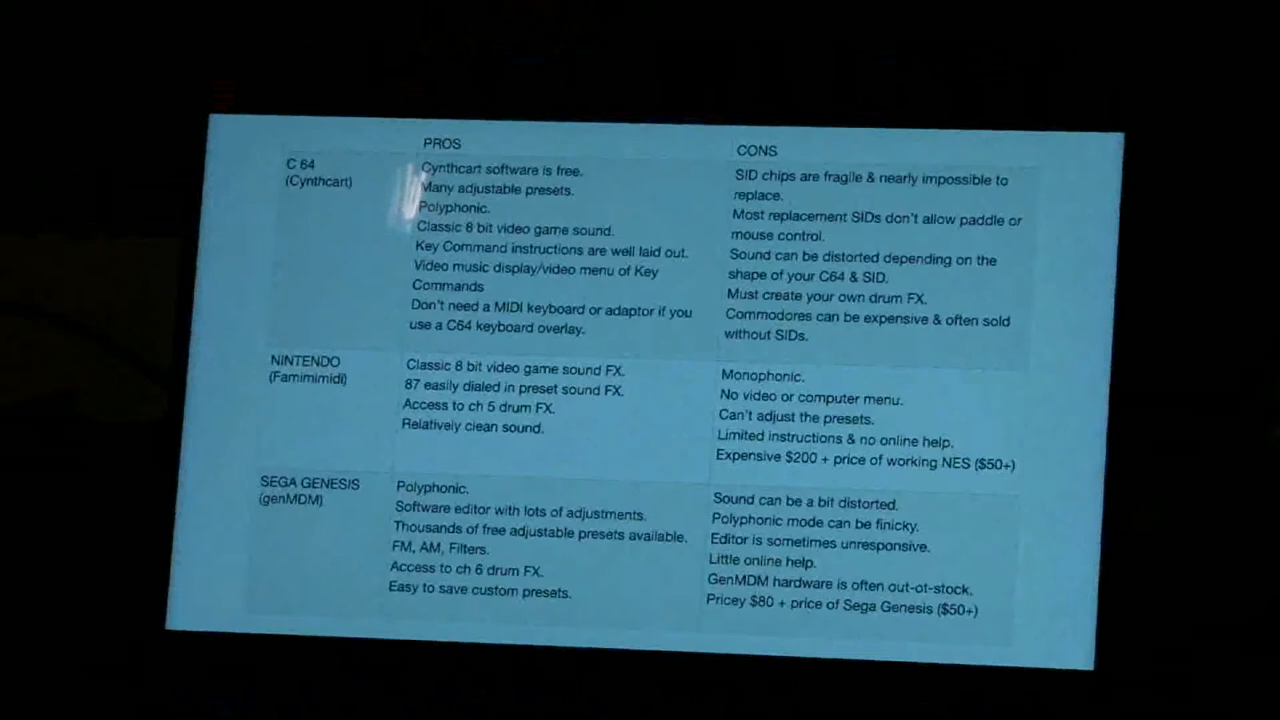 PROS
CONS
C 64
(Cynthcart)
Cynthcart software is free.
Many adjustable presets.
Polyphonic.
Classic 8 bit video game sound.
Key Command instructions are well laid out.
Video music display/video menu of Key
Commands
Don't need a MIDI keyboard or adaptor if you
use a C64 keyboard overlay.
SID chips are fragile & nearly impossible to
replace.
Most replacement SIDs don't allow paddle or
mouse control.
Sound can be distorted depending on the
shape of your C64 & SID.
Must create your own drum FX.
Commodores can be expensive & often sold
without SIDs.
NINTENDO
(Famimimidi)
Classic 8 bit video game sound FX.
87 easily dialed in preset sound FX.
Access to ch 5 drum FX.
Relatively clean sound.
Monophonic.
No video or computer menu.
Can't adjust the presets.
Limited instructions & no online help.
Expensive $200 + price of working NES ($50+)
SEGA GENESIS
(genMDM)
Polyphonic.
Software editor with lots of adjustments.
Thousands of free adjustable presets available.
FM, AM, Filters.
Access to ch 6 drum FX.
Easy to save custom presets.
Sound can be a bit distorted.
Polyphonic mode can be finicky.
Editor is sometimes unresponsive.
Little online help.
GenMDM hardware is often out-of-stock.
Pricey $80 + price of Sega Genesis ($50+)